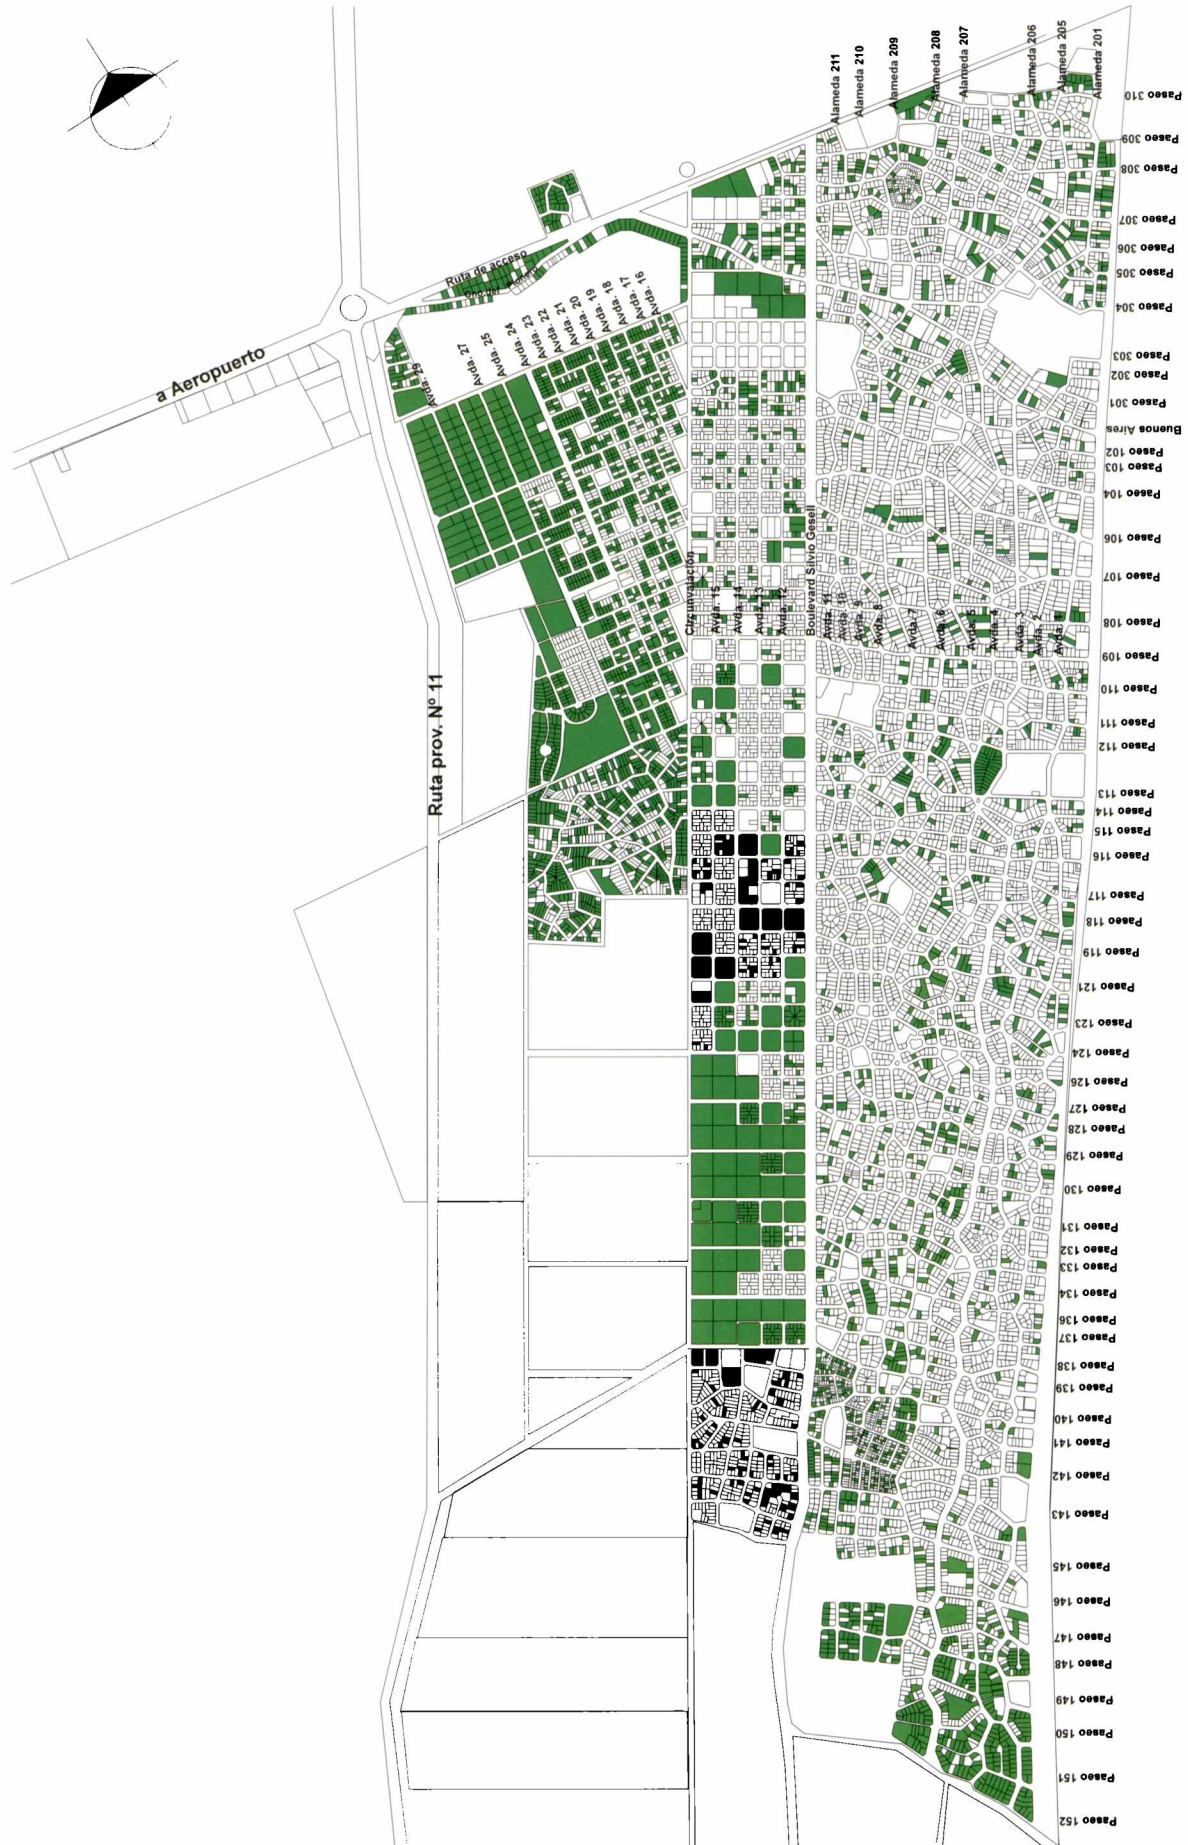 Alameda 211
Alameda 210
Alameda 209
Alameda 208
Alameda 207
Alameda 206
Alameda 205
Alameda 201
Paseo 310
Paseo 309
Paseo 308
Paseo 307
Paseo 306
Paseo 305
Paseo 304
Paseo 303
Paseo 302
Paseo 301
Buenos Aires
Paseo 102
Paseo 103
Paseo 104
Paseo 106
Paseo 107
Paseo 108
Paseo 109
Paseo 110
Paseo 111
Paseo 112
Paseo 113
Paseo 114
Paseo 115
Paseo 116
Paseo 117
Paseo 118
Paseo 119
Paseo 121
Paseo 123
Paseo 124
Paseo 126
Paseo 127
Paseo 128
Paseo 129
Paseo 130
Paseo 131
Paseo 132
Paseo 133
Paseo 134
Paseo 136
Paseo 137
Paseo 138
Paseo 139
Paseo 140
Paseo 141
Paseo 142
Paseo 143
Paseo 145
Paseo 146
Paseo 147
Paseo 148
Paseo 149
Paseo 150
Paseo 151
Paseo 152
Ruta de acceso
a Aeropuerto
Avda. 29
Avda. 27
Avda. 25
Avda. 24
Avda. 23
Avda. 22
Avda. 21
Avda. 20
Avda. 19
Avda. 18
Avda. 17
Avda. 16
Ruta prov. Nº 11
Circunvalación
Avda. 15
Avda. 14
Avda. 13
Avda. 12
Boulevard Silvio Gesell
Avda. 11
Avda. 10
Avda. 9
Avda. 8
Avda. 7
Avda. 6
Avda. 5
Avda. 4
Avda. 3
Avda. 2
Avda. 1